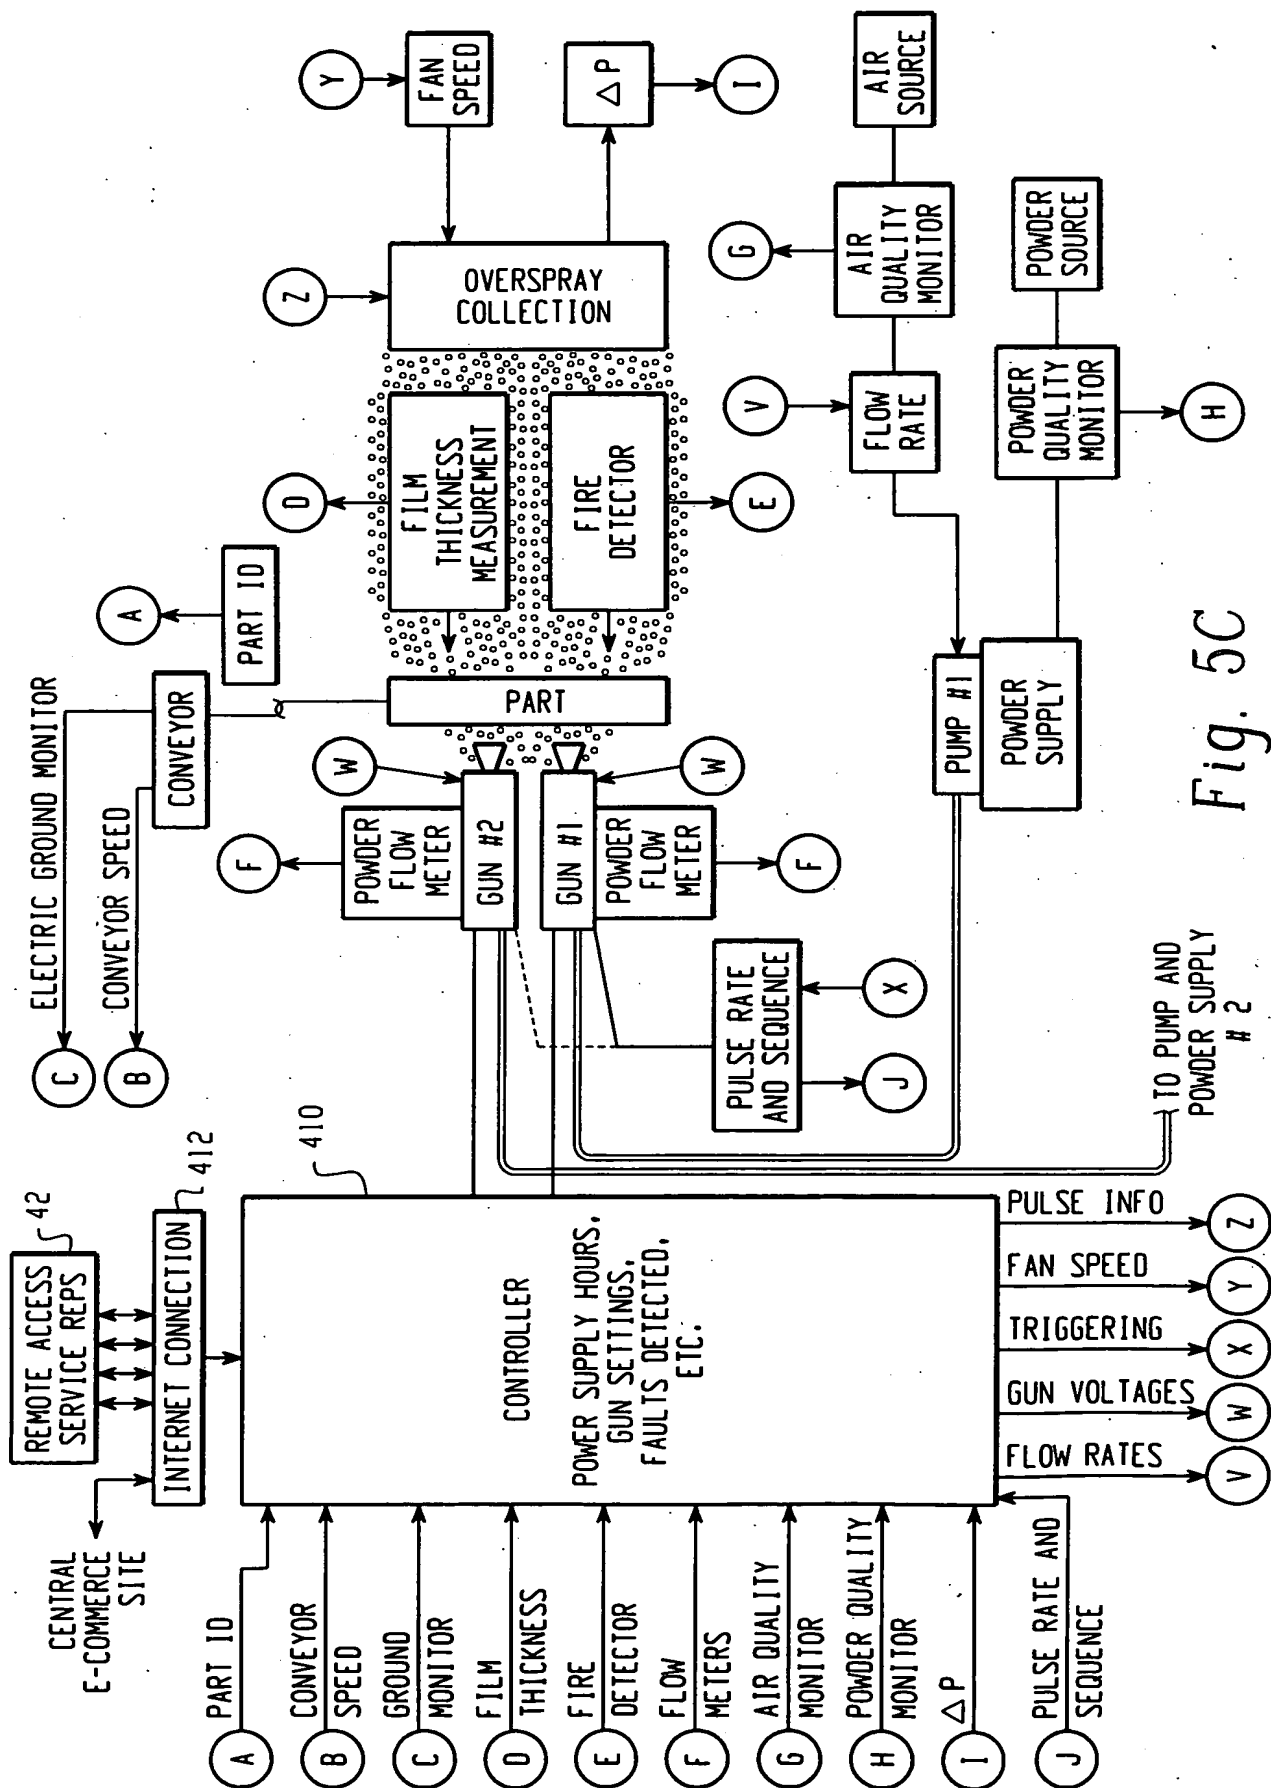 CENTRAL
E-COMMERCE
SITE
REMOTE ACCESS
SERVICE REPS
42
INTERNET CONNECTION
412
410
CONTROLLER
POWER SUPPLY HOURS,
GUN SETTINGS,
FAULTS DETECTED,
ETC.
A
PART ID
B
CONVEYOR
SPEED
C
GROUND
MONITOR
D
FILM
THICKNESS
E
FIRE
DETECTOR
F
FLOW
METERS
G
AIR QUALITY
MONITOR
H
POWDER QUALITY
MONITOR
I
△P
J
PULSE RATE AND
SEQUENCE
FLOW RATES
V
GUN VOLTAGES
W
TRIGGERING
X
FAN SPEED
Y
PULSE INFO
Z
C
ELECTRIC GROUND MONITOR
B
CONVEYOR SPEED
CONVEYOR
A
PART ID
F
POWDER
FLOW
METER
GUN #2
W
GUN #1
POWDER
FLOW
METER
W
F
PULSE RATE
AND SEQUENCE
J
X
PART
D
FILM
THICKNESS
MEASUREMENT
FIRE
DETECTOR
E
Z
OVERSPRAY
COLLECTION
Y
FAN
SPEED
△P
I
V
FLOW
RATE
G
AIR
QUALITY
MONITOR
AIR
SOURCE
PUMP #1
POWDER
SUPPLY
POWDER
QUALITY
MONITOR
H
POWDER
SOURCE
TO PUMP AND
POWDER SUPPLY
# 2
Fig. 5C